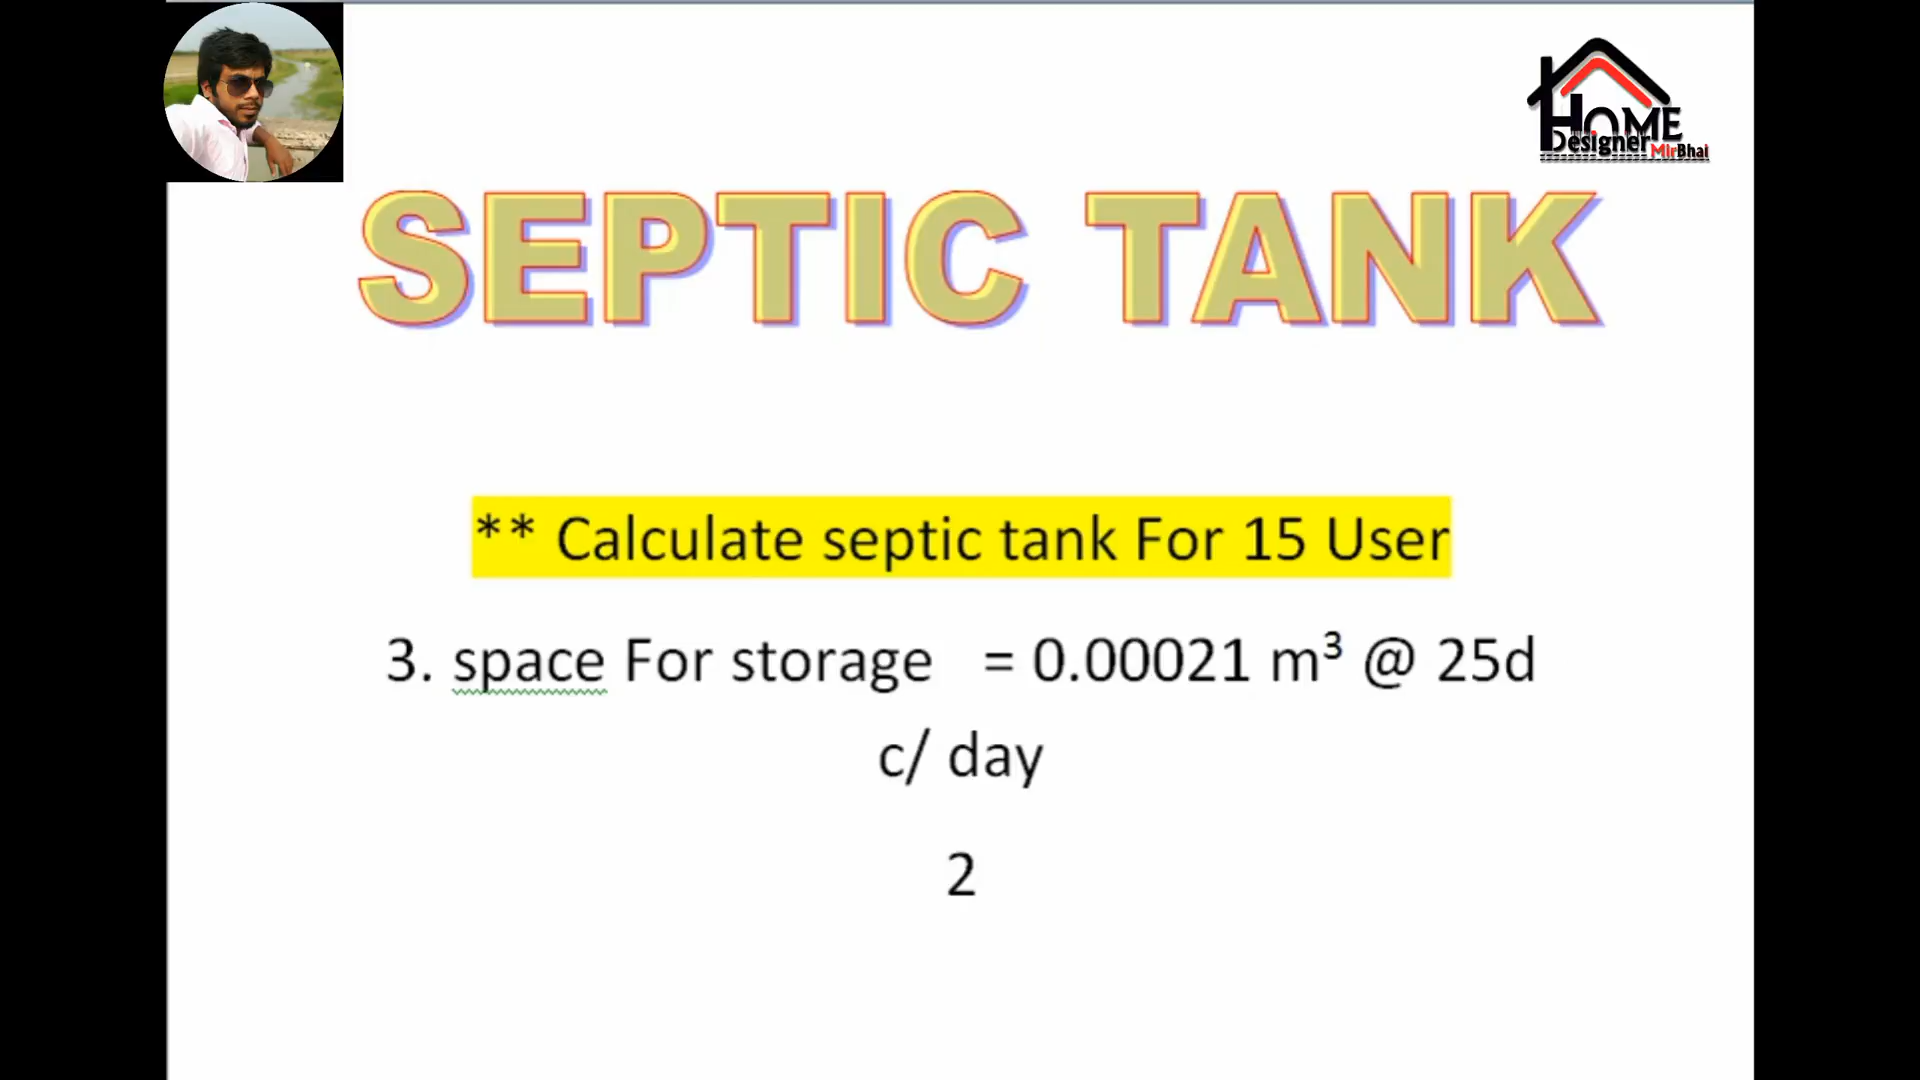 HOME
Designer
MirBhai
SEPTIC TANK
** Calculate septic tank For 15 User
3. space For storage = 0.00021 m³ @ 25d
c/ day
2